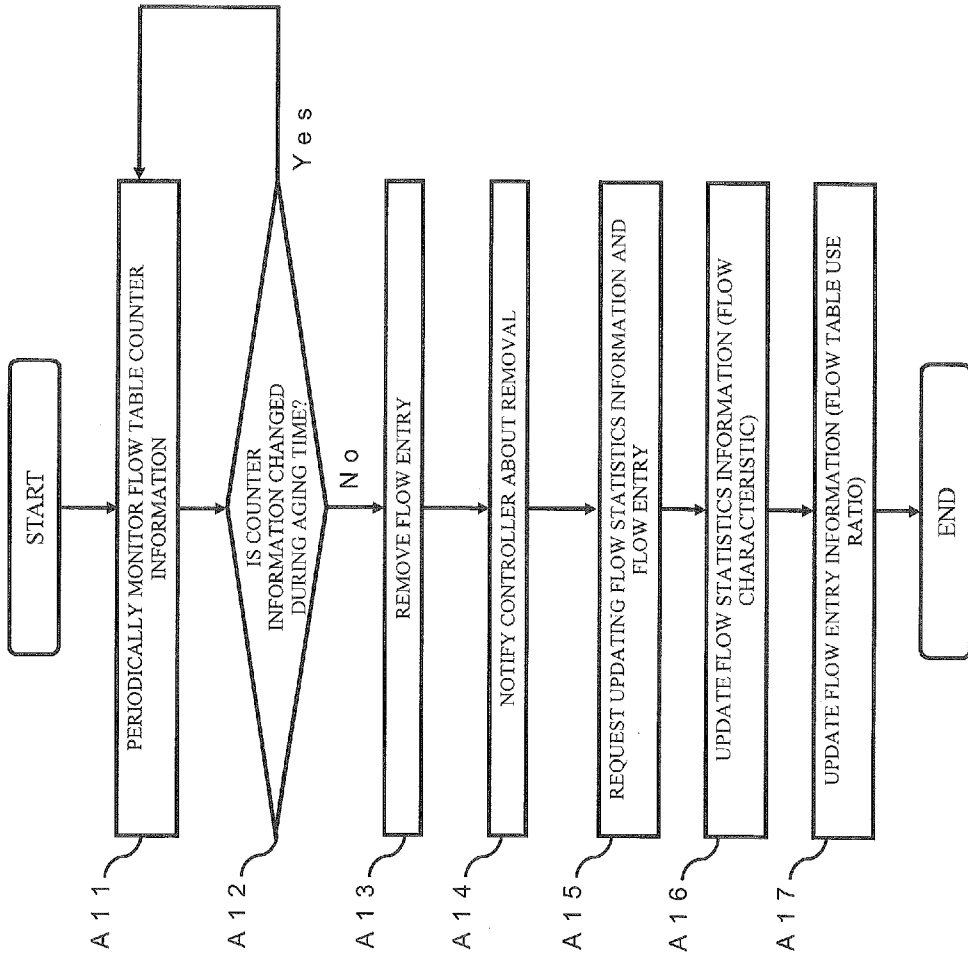 START
A11
PERIODICALLY MONITOR FLOW TABLE COUNTER
INFORMATION
A12
IS COUNTER
INFORMATION CHANGED
DURING AGING TIME?
Yes
No
A13
REMOVE FLOW ENTRY
A14
NOTIFY CONTROLLER ABOUT REMOVAL
A15
REQUEST UPDATING FLOW STATISTICS INFORMATION AND
FLOW ENTRY
A16
UPDATE FLOW STATISTICS INFORMATION (FLOW
CHARACTERISTIC)
A17
UPDATE FLOW ENTRY INFORMATION (FLOW TABLE USE
RATIO)
END